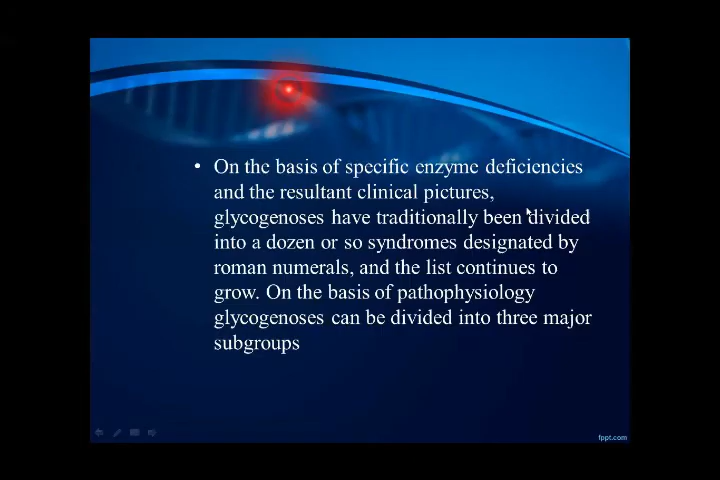 • On the basis of specific enzyme deficiencies
and the resultant clinical pictures,
glycogenoses have traditionally been divided
into a dozen or so syndromes designated by
roman numerals, and the list continues to
grow. On the basis of pathophysiology
glycogenoses can be divided into three major
subgroups
fppt.com